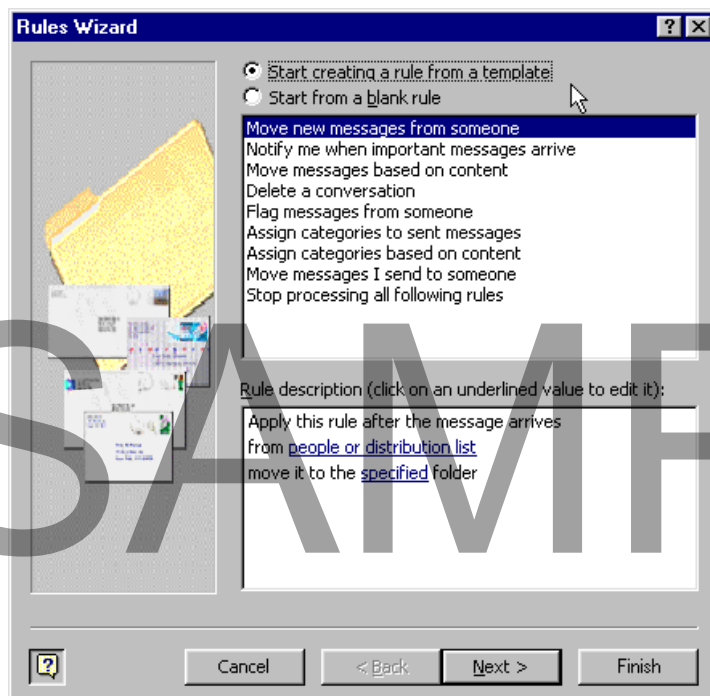 Rules Wizard
Start creating a rule from a template
Start from a blank rule
Move new messages from someone
Notify me when important messages arrive
Move messages based on content
Delete a conversation
Flag messages from someone
Assign categories to sent messages
Assign categories based on content
Move messages I send to someone
Stop processing all following rules
Rule description (click on an underlined value to edit it):
Apply this rule after the message arrives
from people or distribution list
move it to the specified folder
SAMP
Cancel
< Back
Next >
Finish